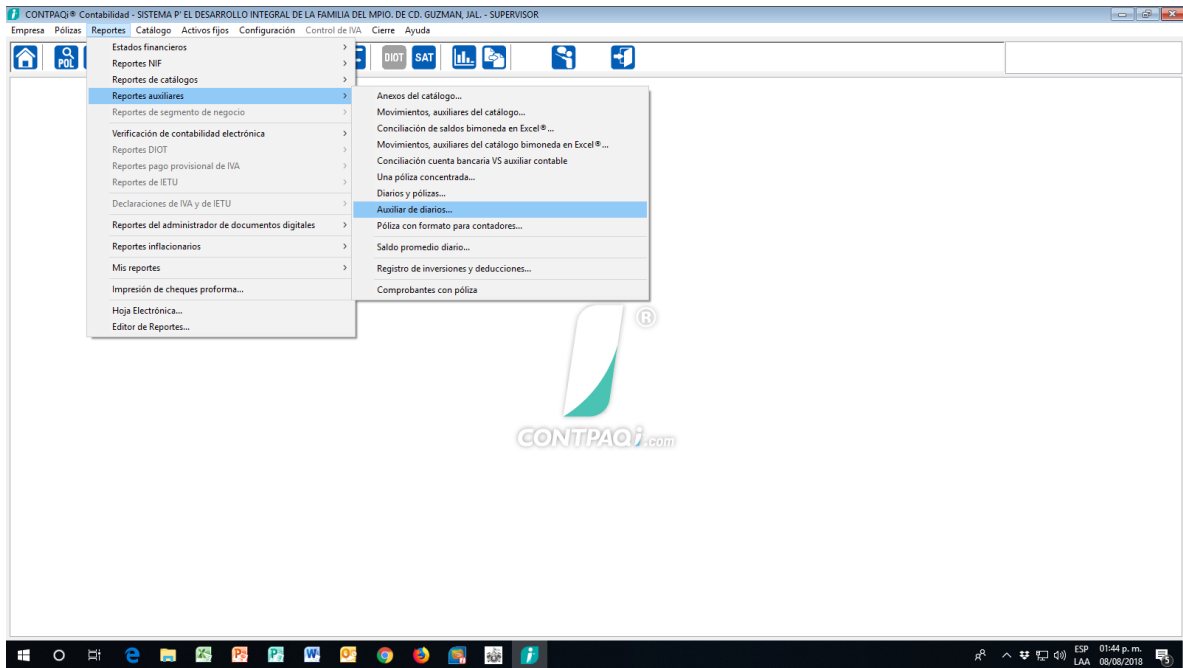 CONTPAQi® Contabilidad - SISTEMA P' EL DESARROLLO INTEGRAL DE LA FAMILIA DEL MPIO. DE CD. GUZMAN, JAL. - SUPERVISOR
Empresa Pólizas Reportes Catálogo Activos fijos Configuración Control de IVA Cierre Ayuda
POL DIOT SAT
Estados financieros
Reportes NIF
Reportes de catálogos
Reportes auxiliares
Reportes de segmento de negocio
Verificación de contabilidad electrónica
Reportes DIOT
Reportes pago provisional de IVA
Reportes de IETU
Declaraciones de IVA y de IETU
Reportes del administrador de documentos digitales
Reportes inflacionarios
Mis reportes
Impresión de cheques proforma...
Hoja Electrónica...
Editor de Reportes...
Anexos del catálogo...
Movimientos, auxiliares del catálogo...
Conciliación de saldos bimoneda en Excel®...
Movimientos, auxiliares del catálogo bimoneda en Excel®...
Conciliación cuenta bancaria VS auxiliar contable
Una póliza concentrada...
Diarios y pólizas...
Auxiliar de diarios...
Póliza con formato para contadores...
Saldo promedio diario...
Registro de inversiones y deducciones...
Comprobantes con póliza
®
CONTPAQi.com
ESP 01:44 p. m.
LAA 08/08/2018
5